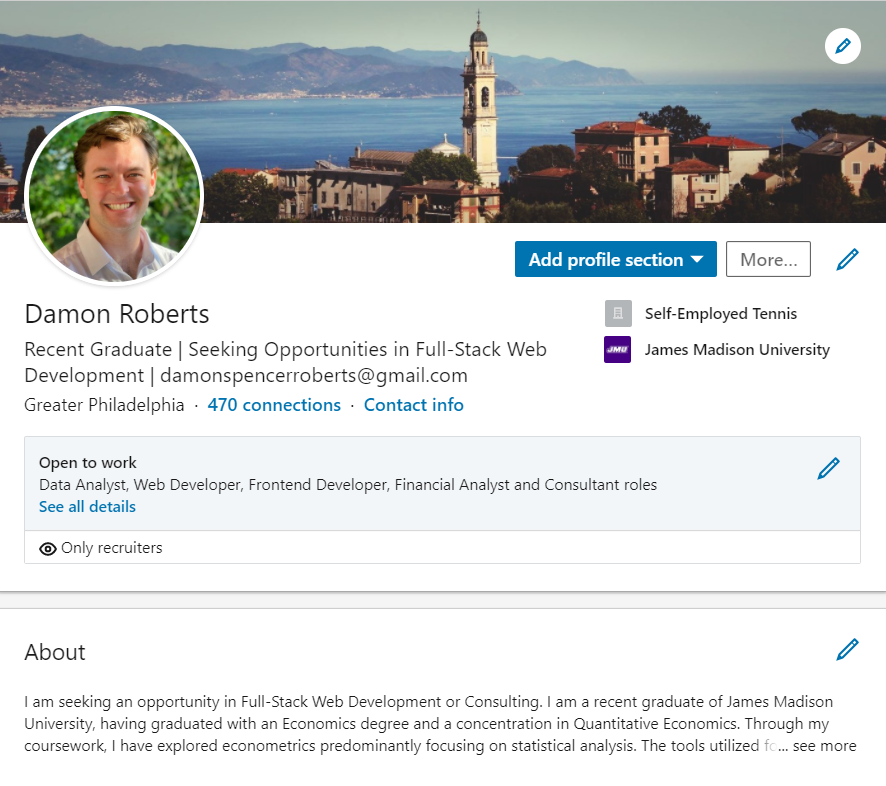 Add profile section
More...
Damon Roberts
Self-Employed Tennis
Recent Graduate | Seeking Opportunities in Full-Stack Web
Development | damonspencerroberts@gmail.com
JMU
James Madison University
Greater Philadelphia · 470 connections · Contact info
Open to work
Data Analyst, Web Developer, Frontend Developer, Financial Analyst and Consultant roles
See all details
Only recruiters
About
I am seeking an opportunity in Full-Stack Web Development or Consulting. I am a recent graduate of James Madison
University, having graduated with an Economics degree and a concentration in Quantitative Economics. Through my
coursework, I have explored econometrics predominantly focusing on statistical analysis. The tools utilized fo... see more